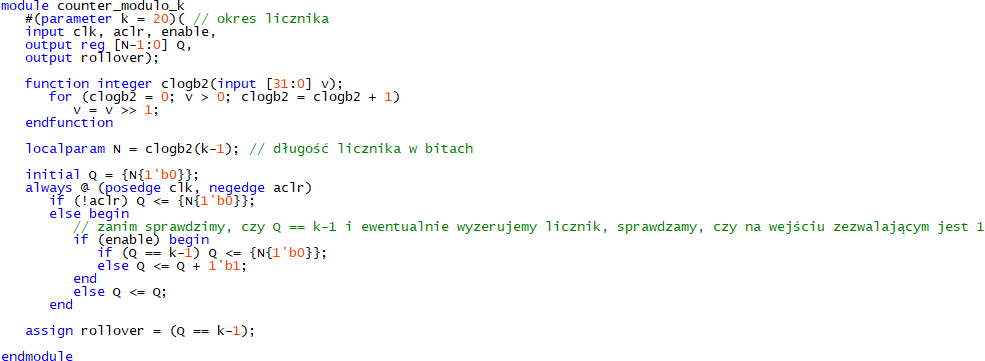 module counter_modulo_k
   #(parameter k = 20)( // okres licznika
   input clk, aclr, enable,
   output reg [N-1:0] Q,
   output rollover);

   function integer clogb2(input [31:0] v);
      for (clogb2 = 0; v > 0; clogb2 = clogb2 + 1)
         v = v >> 1;
   endfunction

   localparam N = clogb2(k-1); // długość licznika w bitach

   initial Q = {N{1'b0}};
   always @ (posedge clk, negedge aclr)
      if (!aclr) Q <= {N{1'b0}};
      else begin
         // zanim sprawdzimy, czy Q == k-1 i ewentualnie wyzerujemy licznik, sprawdzamy, czy na wejściu zezwalającym jest 1
         if (enable) begin
            if (Q == k-1) Q <= {N{1'b0}};
            else Q <= Q + 1'b1;
         end
         else Q <= Q;
      end

   assign rollover = (Q == k-1);

endmodule